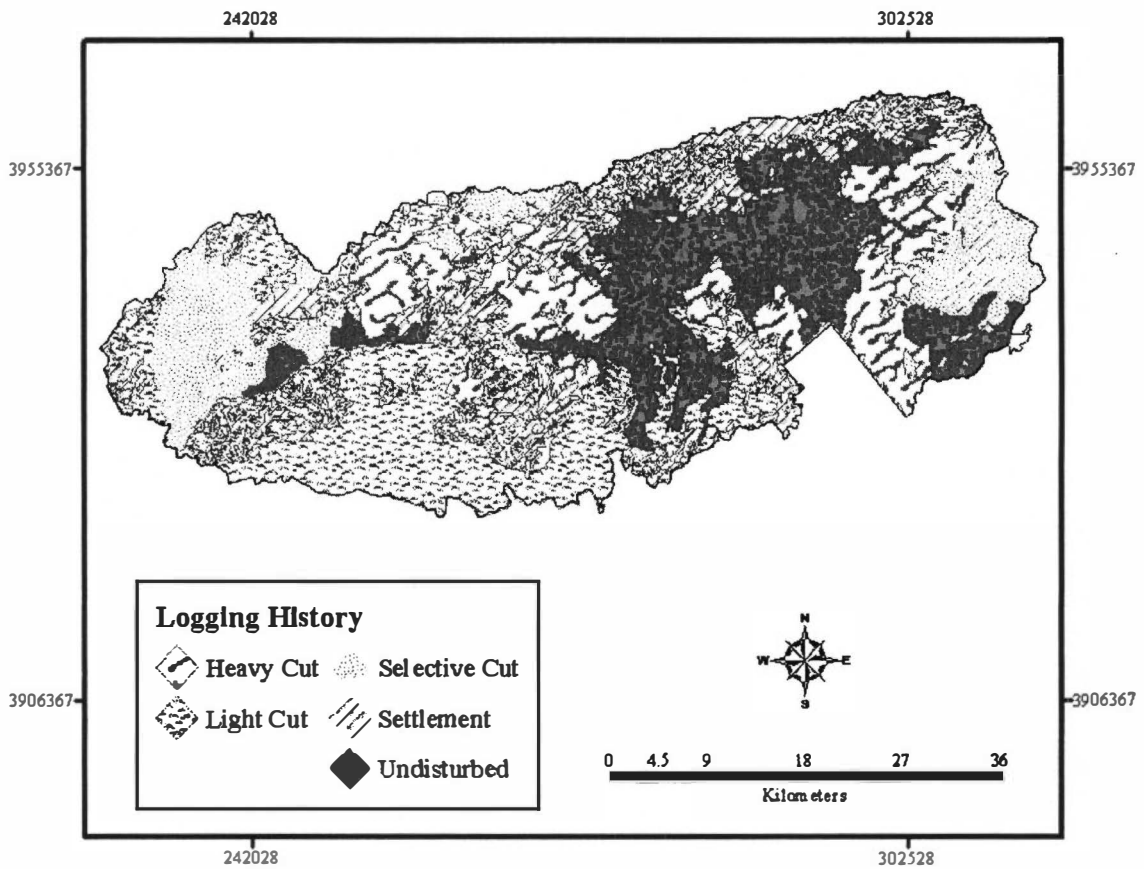 242028 302528
3955367 3955367
Logging History
Heavy Cut Selective Cut
Light Cut Settlement
Undisturbed
N
W E
S
3906367 3906367
0 4.5 9 18 27 36
Kilometers
242028 302528